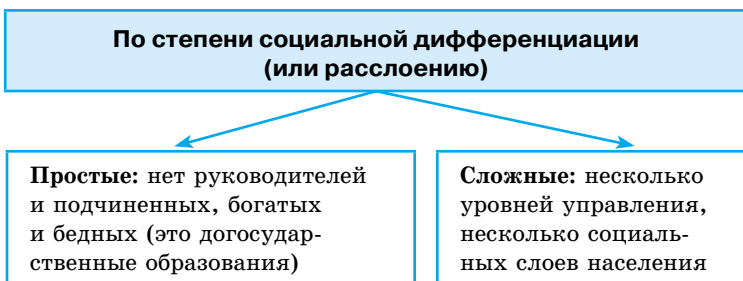 По степени социальной дифференциации
(или расслоению)
Простые: нет руководителей
и подчиненных, богатых
и бедных (это догосудар-
ственные образования)
Сложные: несколько
уровней управления,
несколько социаль-
ных слоев населения